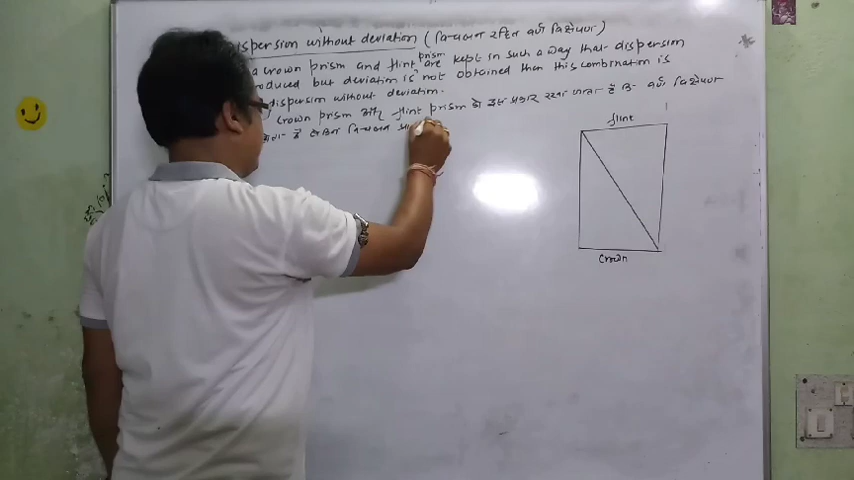 ispersion without deviation (विचलन रहित वर्ण विक्षेपण)
a crown prism and flint prism are kept in such a way that dispersion
roduced but deviation is not obtained then this combination is
dispersion without deviation.
crown prism और flint prism को इस प्रकार रखा जाता है कि वर्ण विक्षेपण
है लेकिन विचलन
flint
crown